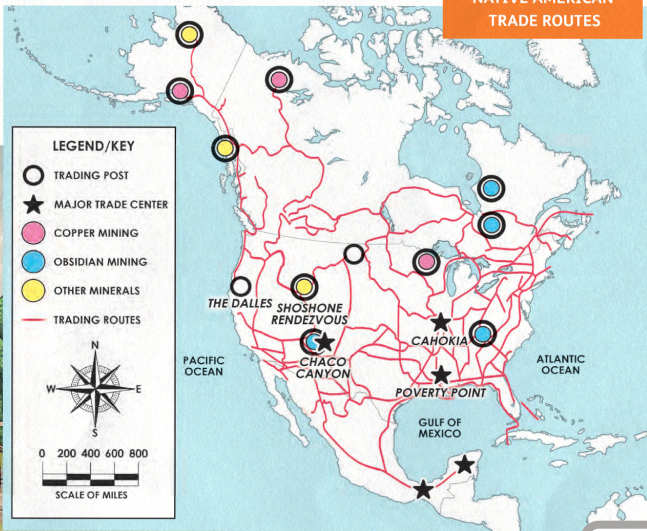 NATIVE AMERICAN
TRADE ROUTES
LEGEND/KEY
TRADING POST
MAJOR TRADE CENTER
COPPER MINING
OBSIDIAN MINING
OTHER MINERALS
TRADING ROUTES
N
W
E
S
0 200 400 600 800
SCALE OF MILES
THE DALLES
SHOSHONE
RENDEZVOUS
CHACO
CANYON
CAHOKIA
POVERTY POINT
PACIFIC
OCEAN
ATLANTIC
OCEAN
GULF OF
MEXICO